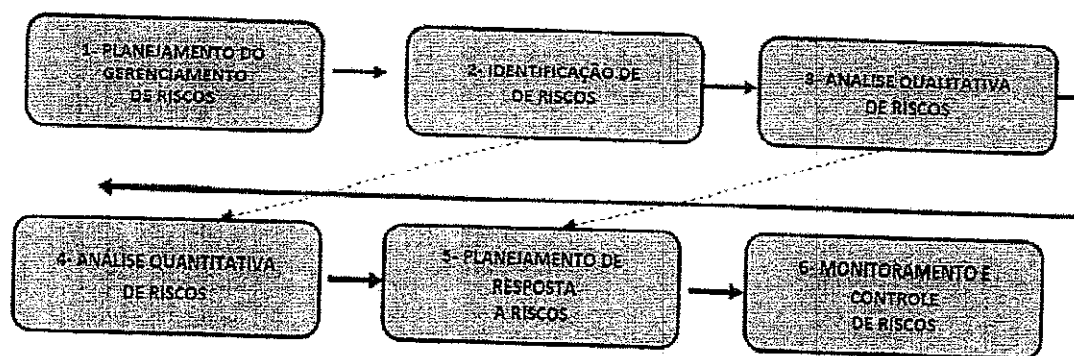 1- PLANEJAMENTO DO
GERENCIAMENTO
DE RISCOS
2- IDENTIFICAÇÃO DE
DE RISCOS
3- ANÁLISE QUALITATIVA
DE RISCOS
4- ANÁLISE QUANTITATIVA
DE RISCOS
5- PLANEJAMENTO DE
RESPOSTA
A RISCOS
6- MONITORAMENTO E
CONTROLE
DE RISCOS